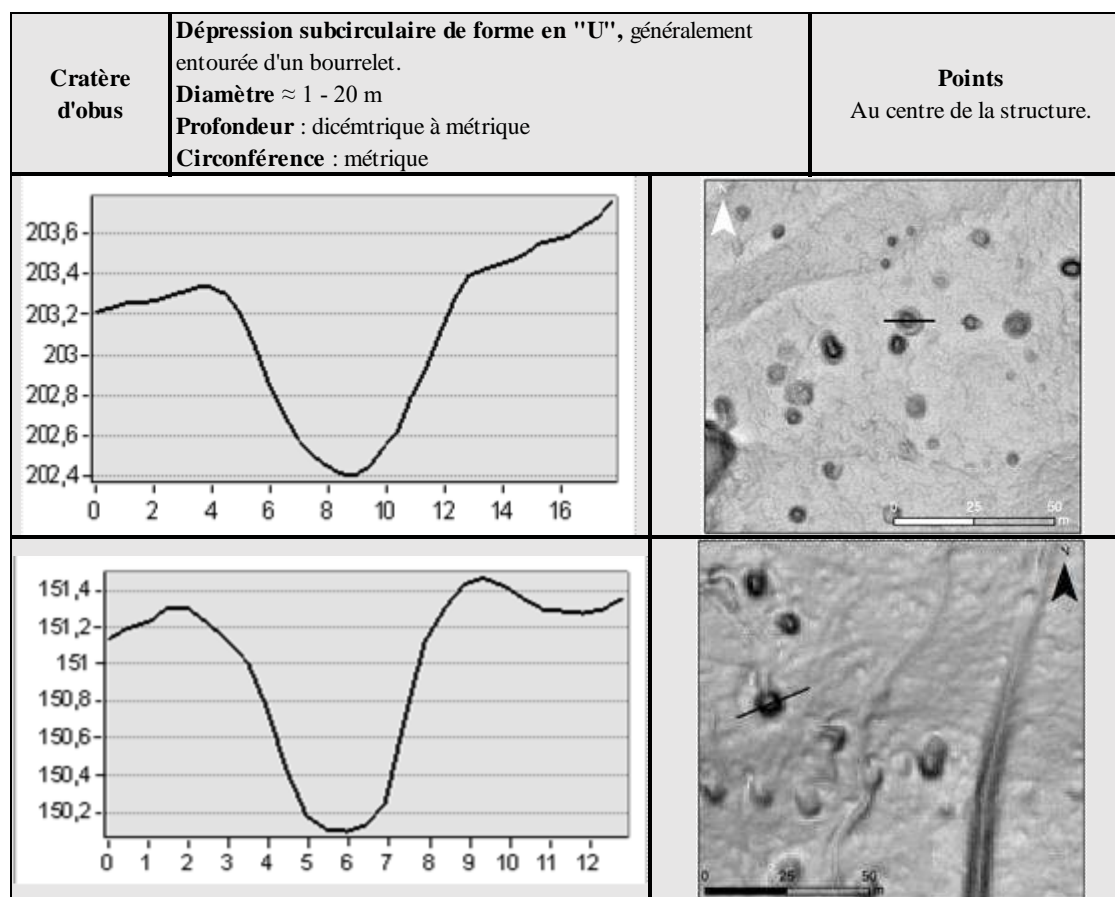 Cratère
d'obus
Dépression subcirculaire de forme en "U", généralement
entourée d'un bourrelet.
Diamètre ≈ 1 - 20 m
Profondeur : dicémtrique à métrique
Circonférence : métrique
Points
Au centre de la structure.
203,6
203,4
203,2
203
202,8
202,6
202,4
0 2 4 6 8 10 12 14 16
N
0 25 50
m
151,4
151,2
151
150,8
150,6
150,4
150,2
0 1 2 3 4 5 6 7 8 9 10 11 12
N
0 25 50
m